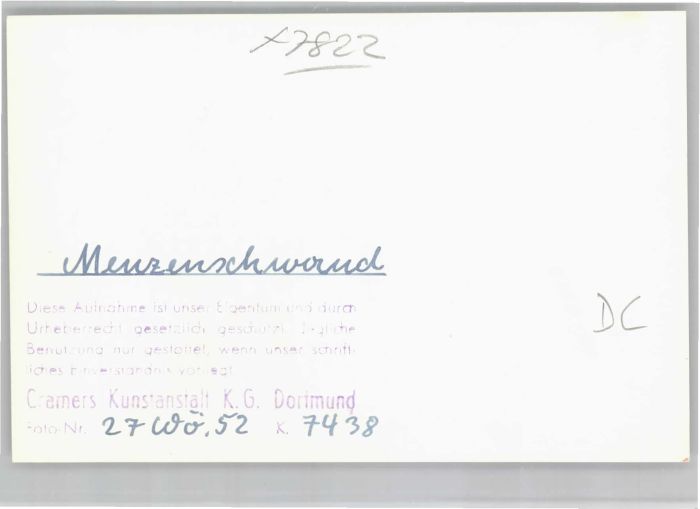 x7822
Menzenschwand
Diese Aufnahme ist unser Eigentum und durch
Urheberrecht gesetzlich geschützt. Jegliche
Benutzung nur gestattet, wenn unser schrift-
liches Einverständnis vorliegt
Cramers Kunstanstalt K.G. Dortmund
Foto-Nr. 27 Wö. 52 K. 7438
DC